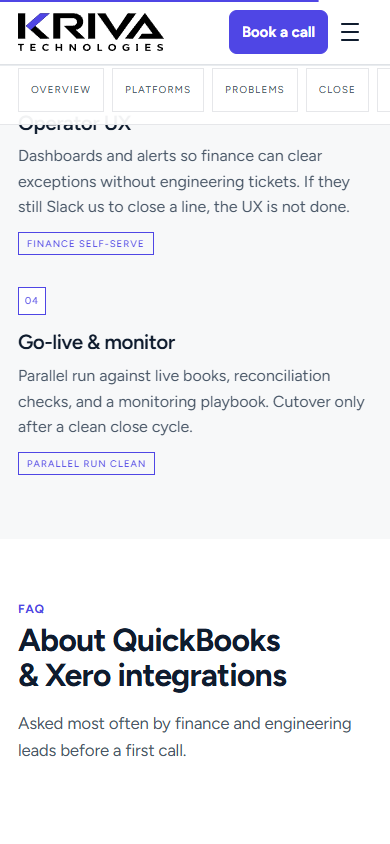 KRIVA
TECHNOLOGIES
Book a call
OVERVIEW
PLATFORMS
PROBLEMS
CLOSE
Operator UX
Dashboards and alerts so finance can clear
exceptions without engineering tickets. If they
still Slack us to close a line, the UX is not done.
FINANCE SELF-SERVE
04
Go-live & monitor
Parallel run against live books, reconciliation
checks, and a monitoring playbook. Cutover only
after a clean close cycle.
PARALLEL RUN CLEAN
FAQ
About QuickBooks
& Xero integrations
Asked most often by finance and engineering
leads before a first call.